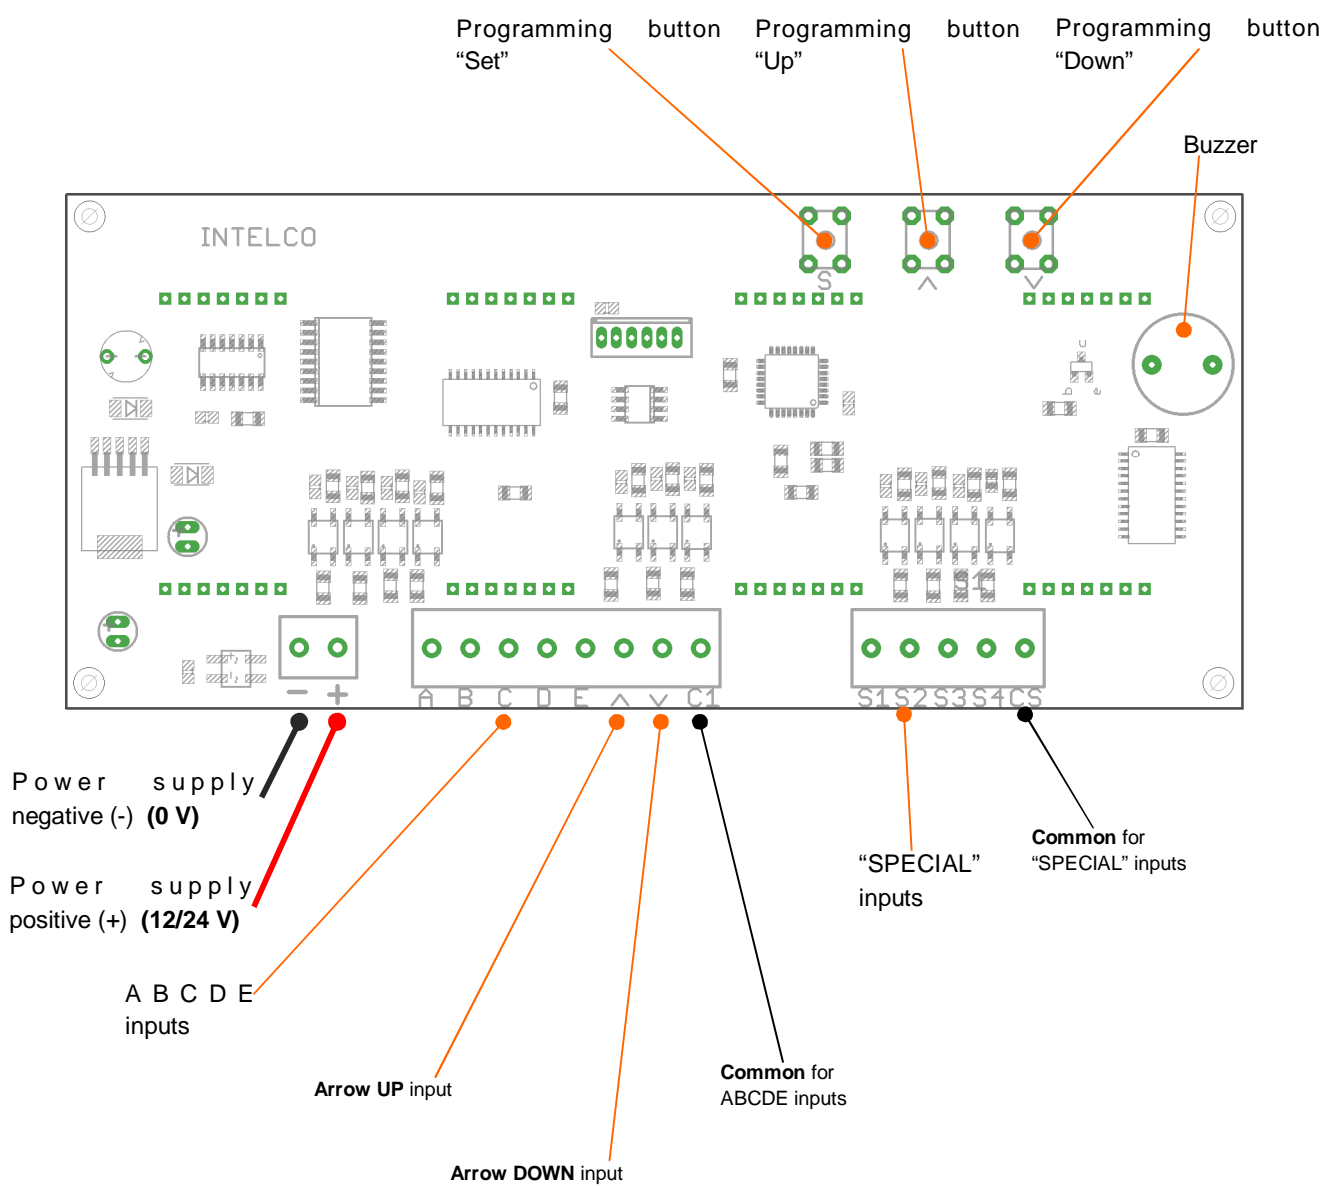 Programming button
“Set”
Programming button
“Up”
Programming button
“Down”
Buzzer
INTELCO
S
Λ
V
c
b
e
S1
- +
A B C D E Λ V C1
S1 S2 S3 S4 CS
Power supply
negative (-) (0 V)
Power supply
positive (+) (12/24 V)
A B C D E
inputs
Arrow UP input
Arrow DOWN input
Common for
ABCDE inputs
“SPECIAL”
inputs
Common for
“SPECIAL” inputs